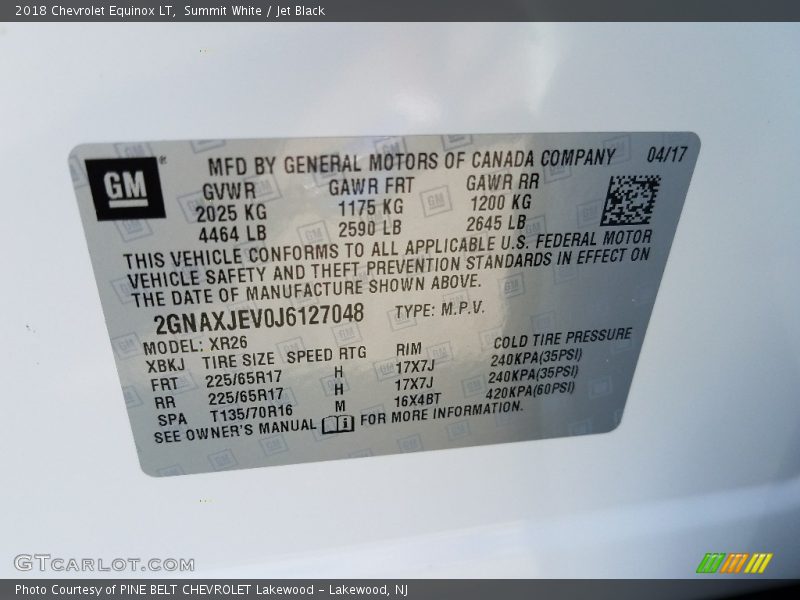 2018 Chevrolet Equinox LT,  Summit White / Jet Black
GM
MFD BY GENERAL MOTORS OF CANADA COMPANY 04/17
GVWR GAWR FRT GAWR RR
2025 KG 1175 KG 1200 KG
4464 LB 2590 LB 2645 LB
THIS VEHICLE CONFORMS TO ALL APPLICABLE U.S. FEDERAL MOTOR
VEHICLE SAFETY AND THEFT PREVENTION STANDARDS IN EFFECT ON
THE DATE OF MANUFACTURE SHOWN ABOVE.
2GNAXJEV0J6127048 TYPE: M.P.V.
MODEL: XR26
XBKJ TIRE SIZE SPEED RTG RIM COLD TIRE PRESSURE
FRT 225/65R17 H 17X7J 240KPA(35PSI)
RR 225/65R17 H 17X7J 240KPA(35PSI)
SPA T135/70R16 M 16X4BT 420KPA(60PSI)
SEE OWNER'S MANUAL i FOR MORE INFORMATION.
GTCARLOT.COM
Photo Courtesy of PINE BELT CHEVROLET Lakewood - Lakewood, NJ